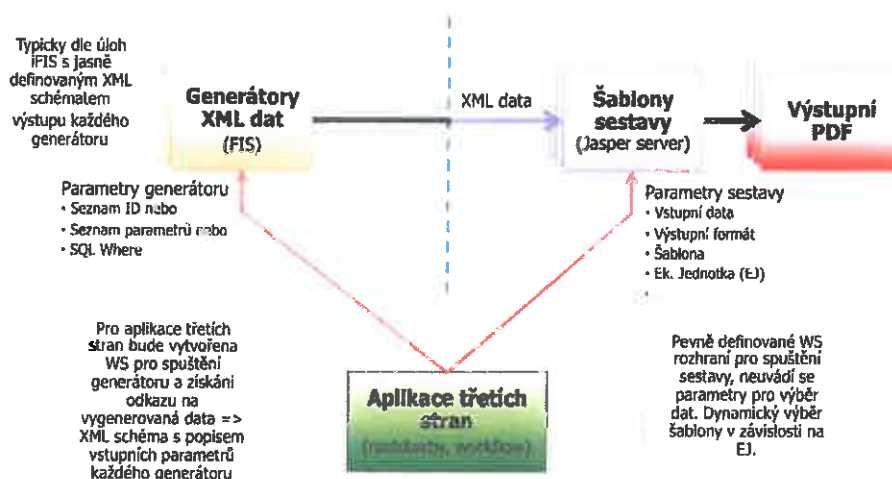 Typicky dle úloh
iFIS s jasně
definovaným XML
schématem
výstupu každého
generátoru
Generátory
XML dat
(FIS)
XML data
Šablony
sestavy
(Jasper server)
Výstupní
PDF
Parametry generátoru
• Seznam ID nebo
• Seznam parametrů nebo
• SQL Where
Parametry sestavy
• Vstupní data
• Výstupní formát
• Šablona
• Ek. Jednotka (EJ)
Pro aplikace třetích
stran bude vytvořena
WS pro spuštění
generátoru a získání
odkazu na
vygenerovaná data =>
XML schéma s popisem
vstupních parametrů
každého generátoru
Aplikace třetích
stran
workflow)
Pevně definované WS
rozhraní pro spuštění
sestavy, neuvádí se
parametry pro výběr
dat. Dynamický výběr
šablony v závislosti na
EJ.